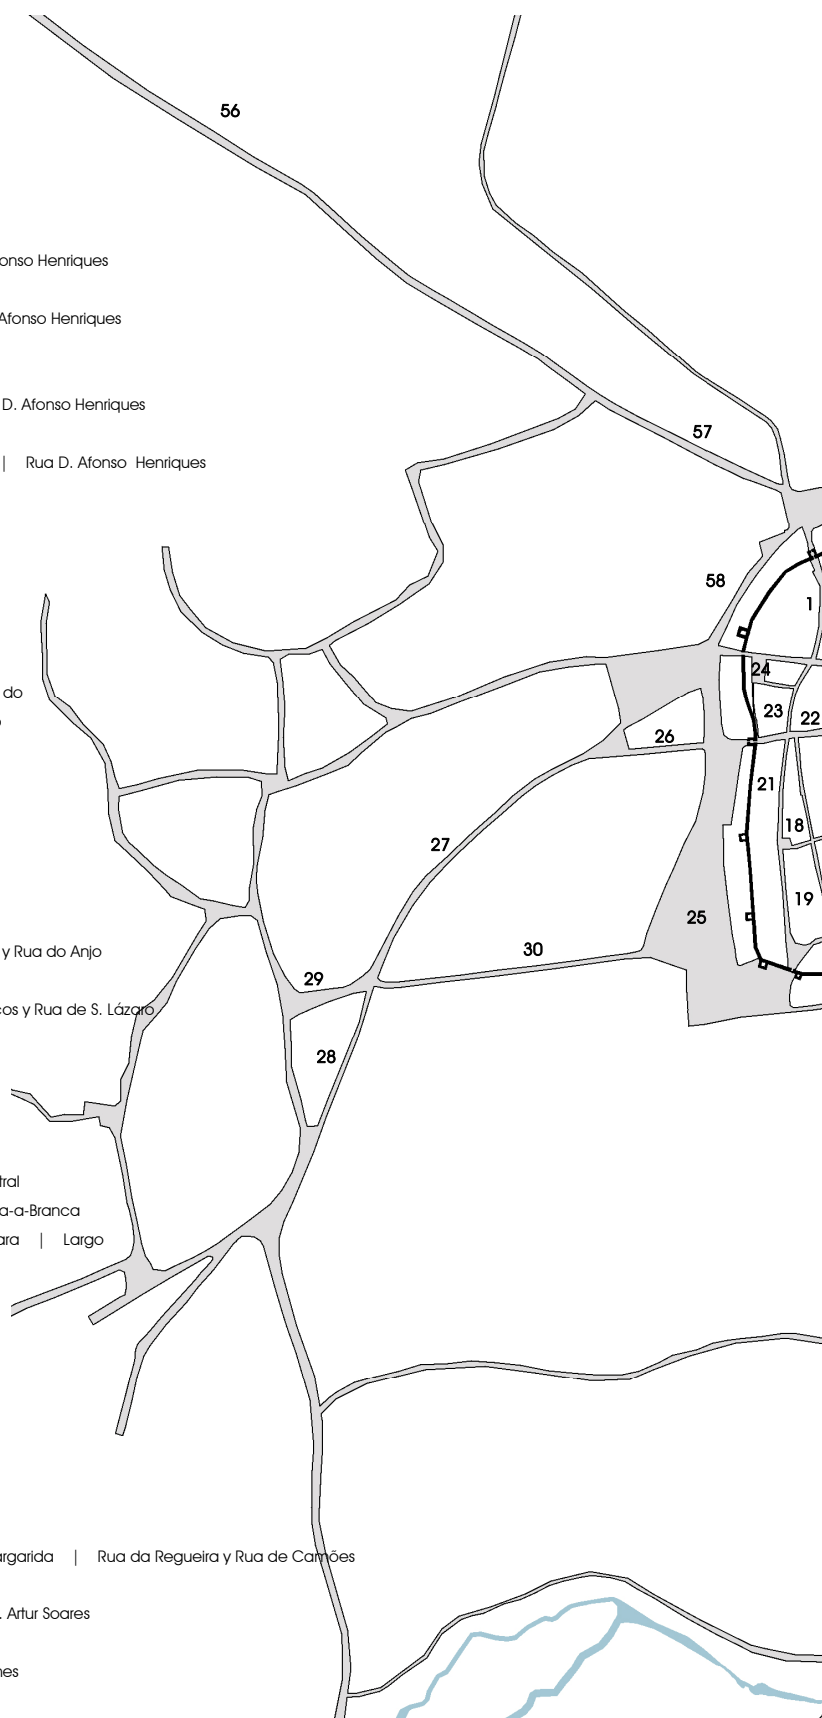 56
onso Henriques
Afonso Henriques
D. Afonso Henriques
57
| Rua D. Afonso Henriques
58
1
24
do
23
22
26
21
18
27
19
25
y Rua do Anjo
30
29
cos y Rua de S. Lázaro
28
tral
a-a-Branca
ara | Largo
argarida | Rua da Regueira y Rua de Camões
. Artur Soares
nes